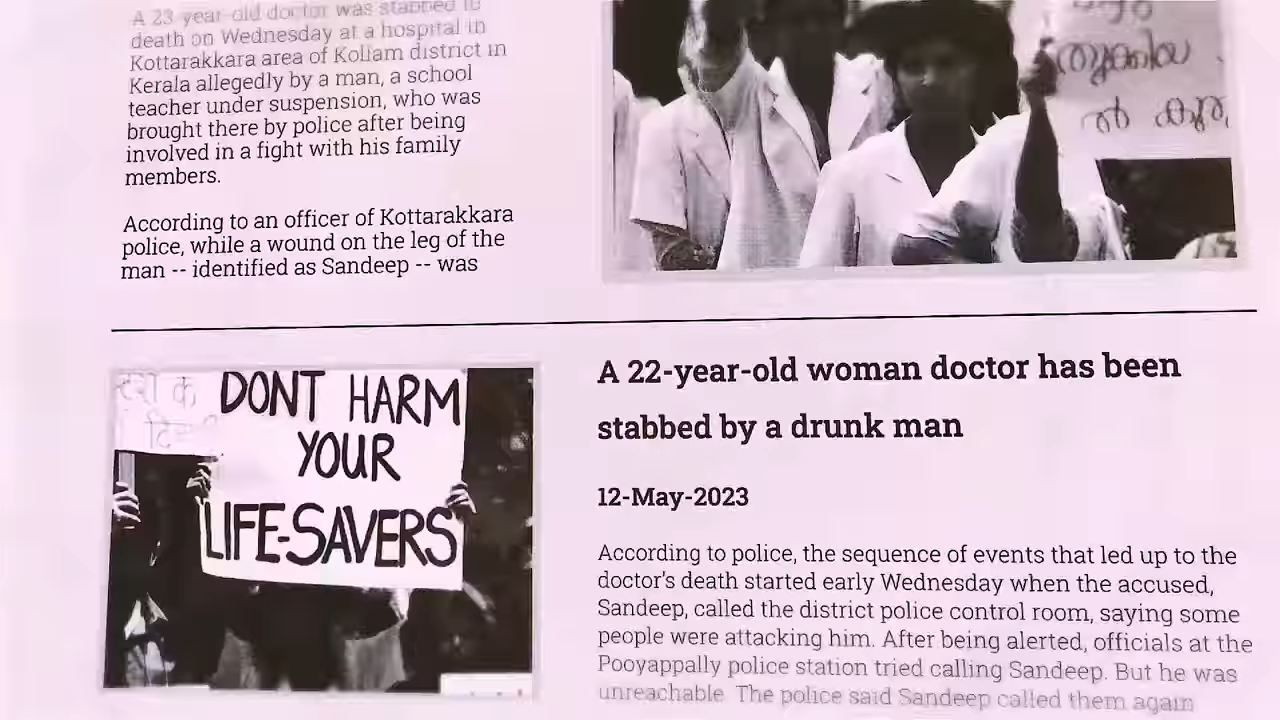 A 23-year-old doctor was stabbed to
death on Wednesday at a hospital in
Kottarakkara area of Kollam district in
Kerala allegedly by a man, a school
teacher under suspension, who was
brought there by police after being
involved in a fight with his family
members.
According to an officer of Kottarakkara
police, while a wound on the leg of the
man -- identified as Sandeep -- was
DONT HARM
YOUR
LIFE-SAVERS
A 22-year-old woman doctor has been
stabbed by a drunk man
12-May-2023
According to police, the sequence of events that led up to the
doctor's death started early Wednesday when the accused,
Sandeep, called the district police control room, saying some
people were attacking him. After being alerted, officials at the
Pooyappally police station tried calling Sandeep. But he was
unreachable. The police said Sandeep called them again